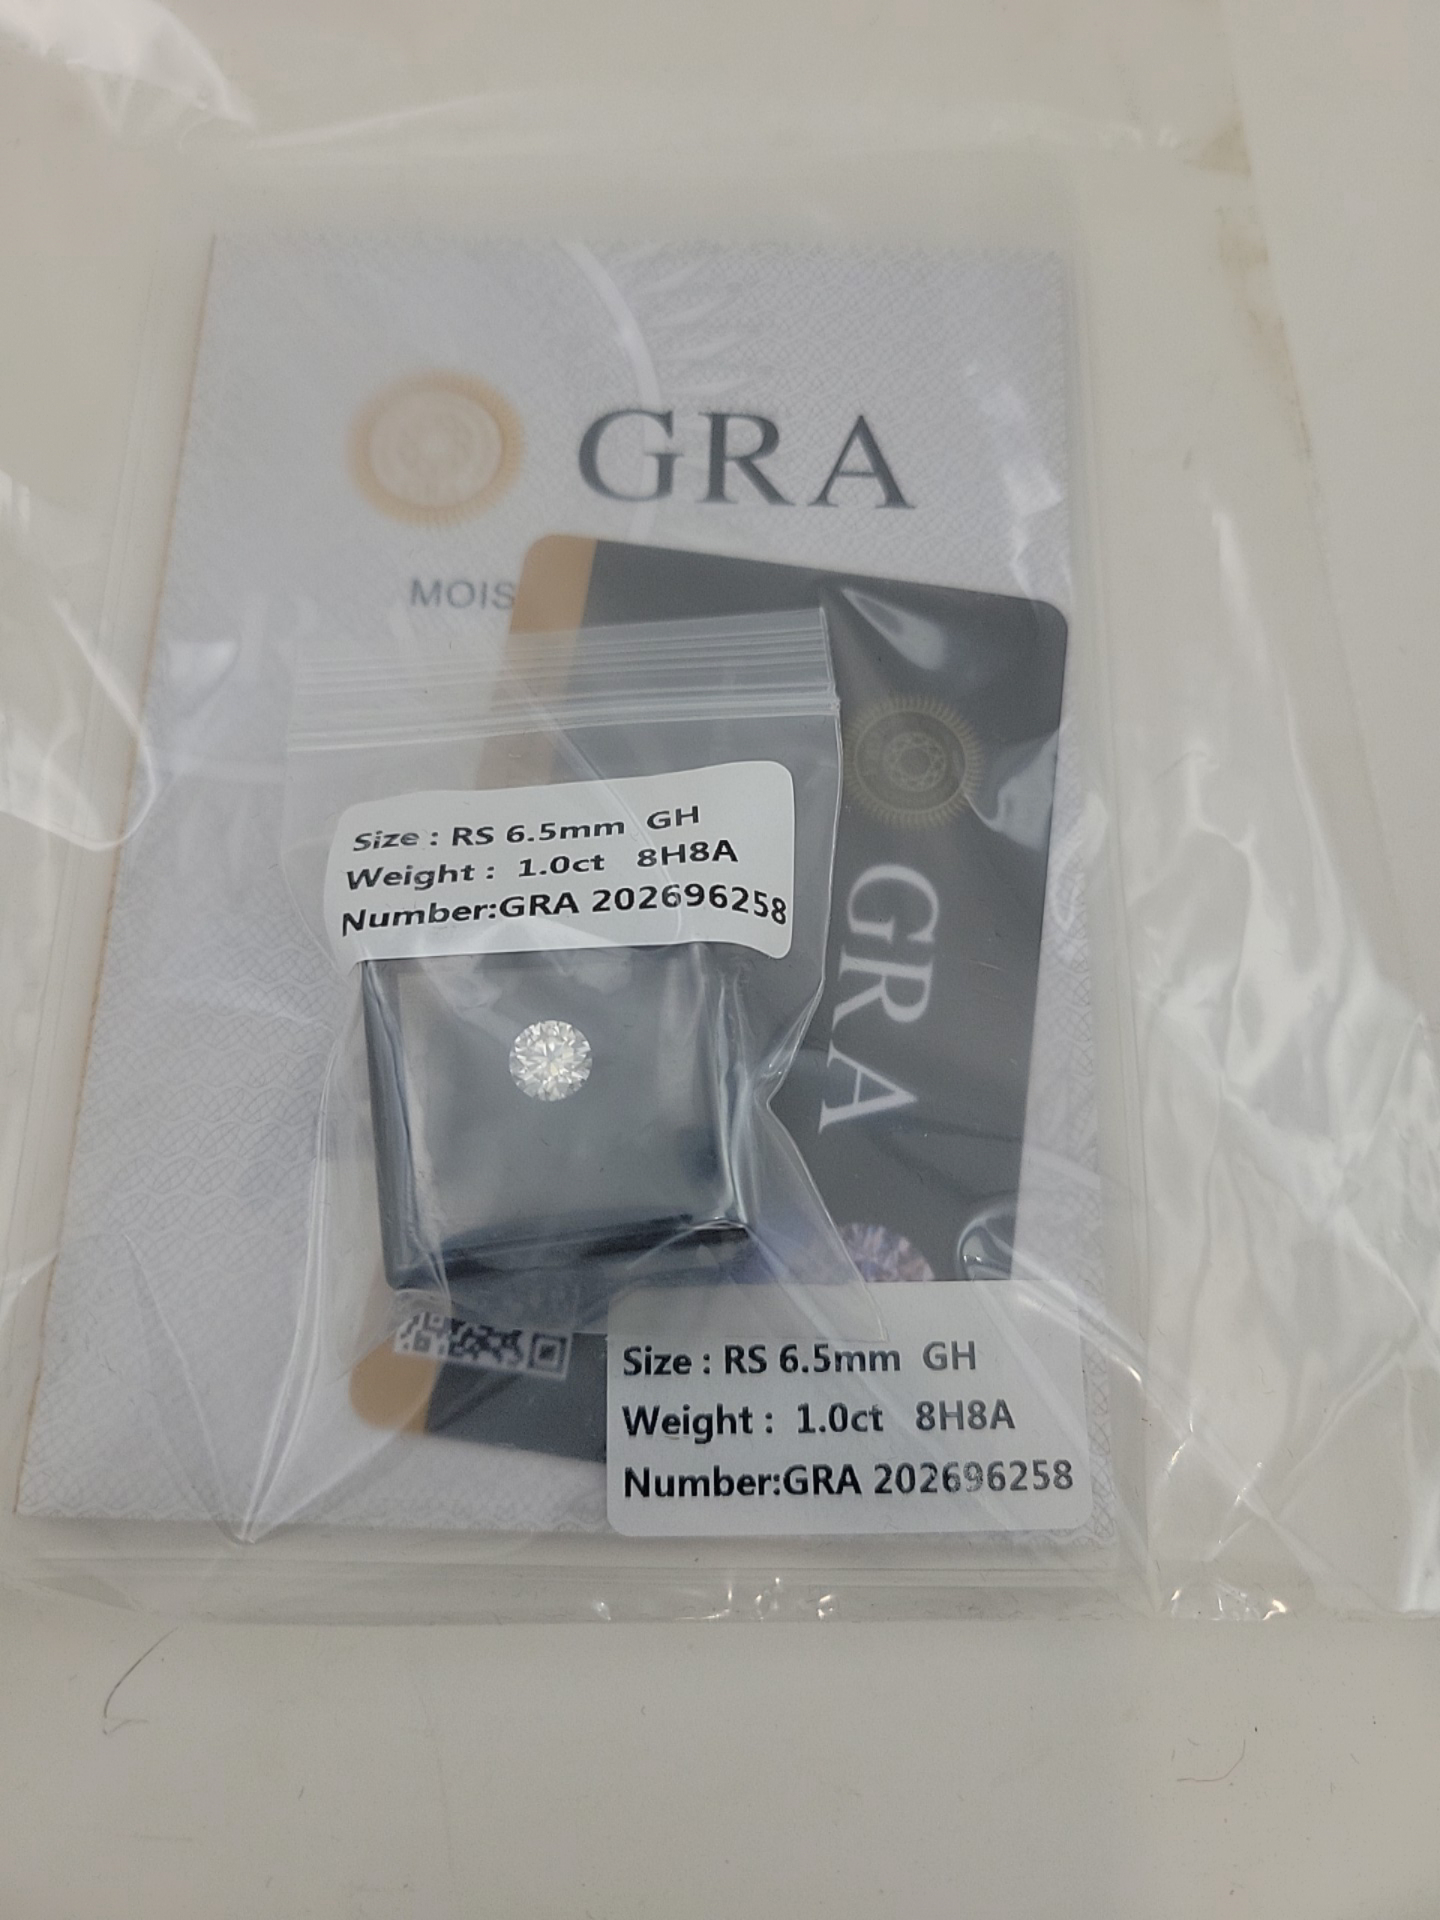 GRA
MOIS
Size : RS 6.5mm GH
Weight : 1.0ct 8H8A
Number:GRA 202696258
GRA
Size : RS 6.5mm GH
Weight : 1.0ct 8H8A
Number:GRA 202696258